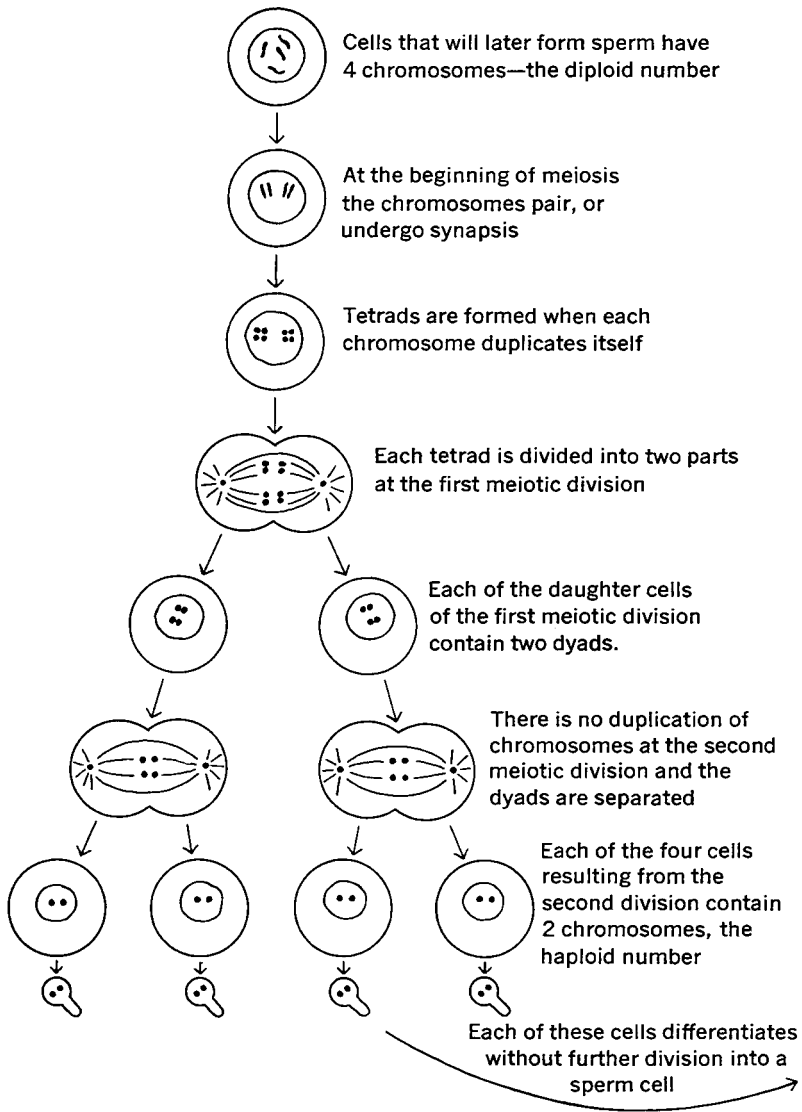 Cells that will later form sperm have
4 chromosomes—the diploid number
At the beginning of meiosis
the chromosomes pair, or
undergo synapsis
Tetrads are formed when each
chromosome duplicates itself
Each tetrad is divided into two parts
at the first meiotic division
Each of the daughter cells
of the first meiotic division
contain two dyads.
There is no duplication of
chromosomes at the second
meiotic division and the
dyads are separated
Each of the four cells
resulting from the
second division contain
2 chromosomes, the
haploid number
Each of these cells differentiates
without further division into a
sperm cell